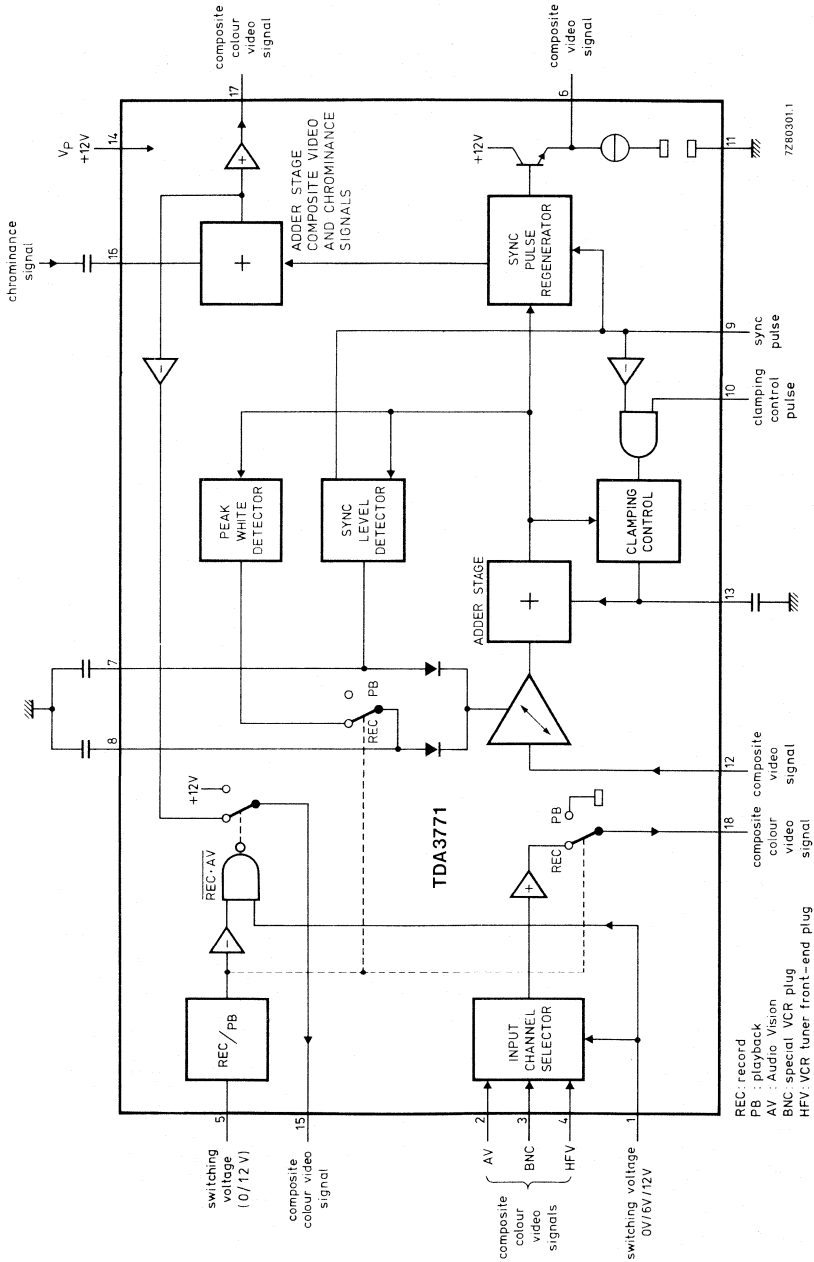 switching
voltage
(0/12 V)
5
REC/PB
REC·AV
+12V
composite
colour video
signal
15
8
7
PEAK
WHITE
DETECTOR
SYNC
LEVEL
DETECTOR
REC
PB
chrominance
signal
16
VP
+12V
14
composite
colour
video
signal
17
ADDER STAGE
COMPOSITE VIDEO
AND CHROMINANCE
SIGNALS
TDA3771
composite
colour
video
signals
AV
BNC
HFV
2
3
4
INPUT
CHANNEL
SELECTOR
REC
PB
ADDER STAGE
CLAMPING
CONTROL
SYNC
PULSE
REGENERATOR
+12V
composite
video
signal
6
switching voltage
0V/6V/12V
1
18
composite
colour
video
signal
12
composite
video
signal
13
10
clamping
control
pulse
9
sync
pulse
11
7Z80301.1
REC: record
PB : playback
AV : Audio Vision
BNC: special VCR plug
HFV: VCR tuner front-end plug